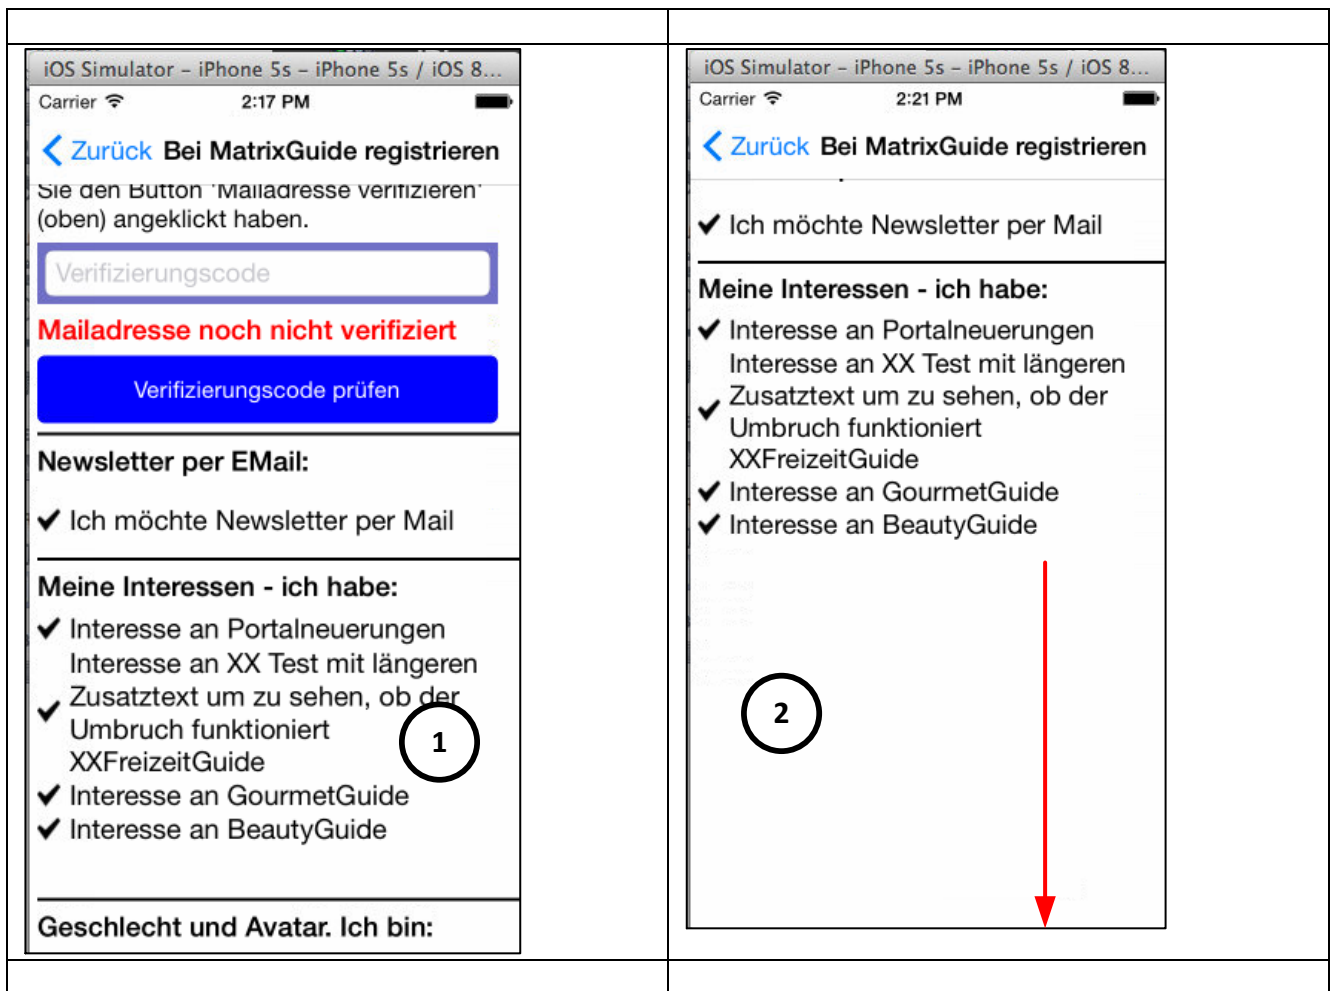 iOS Simulator – iPhone 5s – iPhone 5s / iOS 8...
Carrier 2:17 PM
Zurück Bei MatrixGuide registrieren
Sie den Button 'Mailadresse verifizieren'
(oben) angeklickt haben.
Verifizierungscode
Mailadresse noch nicht verifiziert
Verifizierungscode prüfen
Newsletter per EMail:
Ich möchte Newsletter per Mail
Meine Interessen - ich habe:
Interesse an Portalneuerungen
Interesse an XX Test mit längeren
Zusatztext um zu sehen, ob der
Umbruch funktioniert
XXFreizeitGuide
Interesse an GourmetGuide
Interesse an BeautyGuide
1
Geschlecht und Avatar. Ich bin:
iOS Simulator – iPhone 5s – iPhone 5s / iOS 8...
Carrier 2:21 PM
Zurück Bei MatrixGuide registrieren
Ich möchte Newsletter per Mail
Meine Interessen - ich habe:
Interesse an Portalneuerungen
Interesse an XX Test mit längeren
Zusatztext um zu sehen, ob der
Umbruch funktioniert
XXFreizeitGuide
Interesse an GourmetGuide
Interesse an BeautyGuide
2